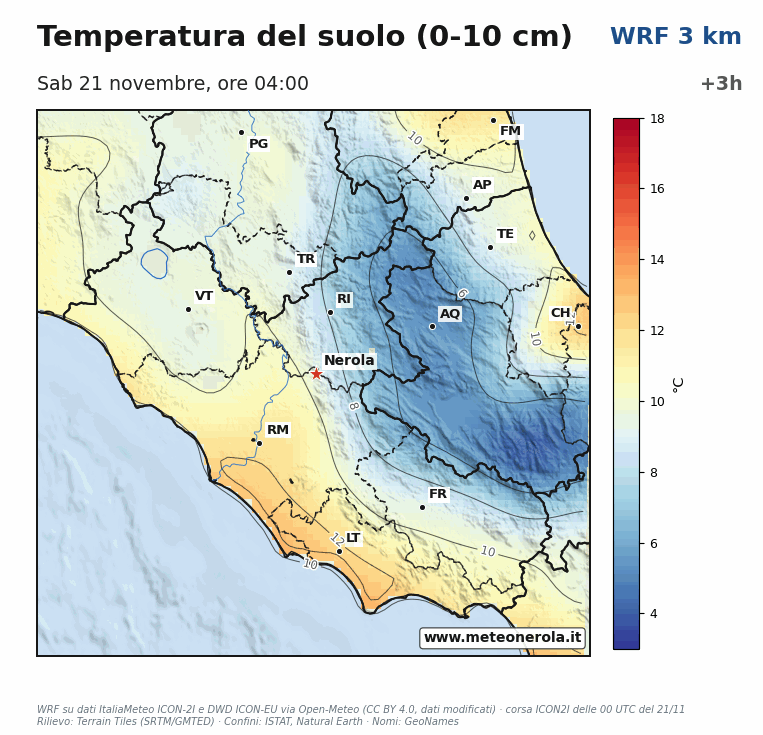 Temperatura del suolo (0-10 cm)
WRF 3 km
Sab 21 novembre, ore 04:00
+3h
10
FM
PG
AP
TE
TR
6
RI
VT
AQ
CH
12
10
Nerola
8
RM
FR
12
LT
10
10
www.meteonerola.it
18
16
14
12
10
8
6
4
°C
WRF su dati ItaliaMeteo ICON-2I e DWD ICON-EU via Open-Meteo (CC BY 4.0, dati modificati) · corsa ICON2I delle 00 UTC del 21/11
Rilievo: Terrain Tiles (SRTM/GMTED) · Confini: ISTAT, Natural Earth · Nomi: GeoNames